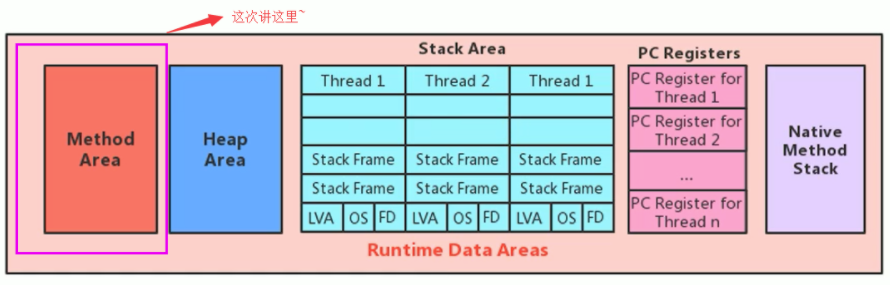 这次讲这里~
Stack Area
PC Registers
Method
Area
Heap
Area
Thread 1
Thread 2
Thread 1
Stack Frame
Stack Frame
Stack Frame
Stack Frame
Stack Frame
Stack Frame
LVA
OS
FD
LVA
OS
FD
LVA
OS
FD
PC Register for
Thread 1
PC Register for
Thread 2
...
PC Register for
Thread n
Native
Method
Stack
Runtime Data Areas